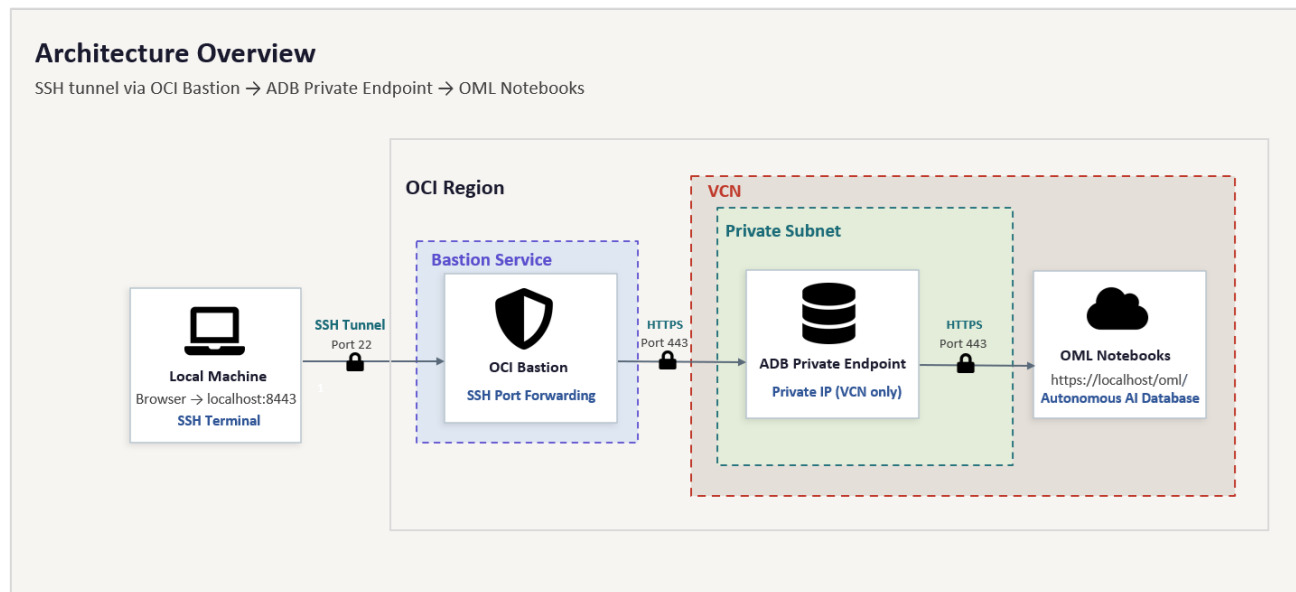 Architecture Overview
SSH tunnel via OCI Bastion → ADB Private Endpoint → OML Notebooks
OCI Region
VCN
Private Subnet
Bastion Service
SSH Tunnel
Port 22
1
Local Machine
Browser → localhost:8443
SSH Terminal
OCI Bastion
SSH Port Forwarding
HTTPS
Port 443
ADB Private Endpoint
Private IP (VCN only)
HTTPS
Port 443
OML Notebooks
https://localhost/oml/
Autonomous AI Database